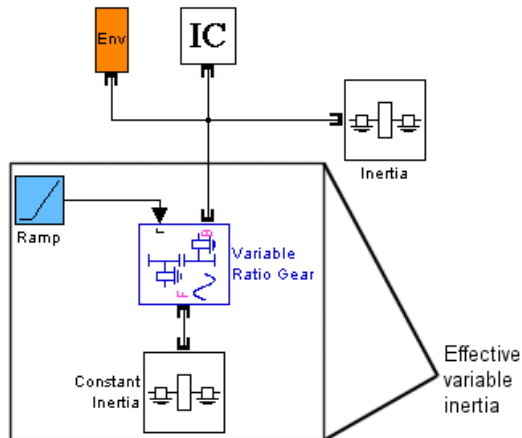 Env
IC
Inertia
Ramp
r
B
Variable
Ratio Gear
F
Constant
Inertia
Effective
variable
inertia